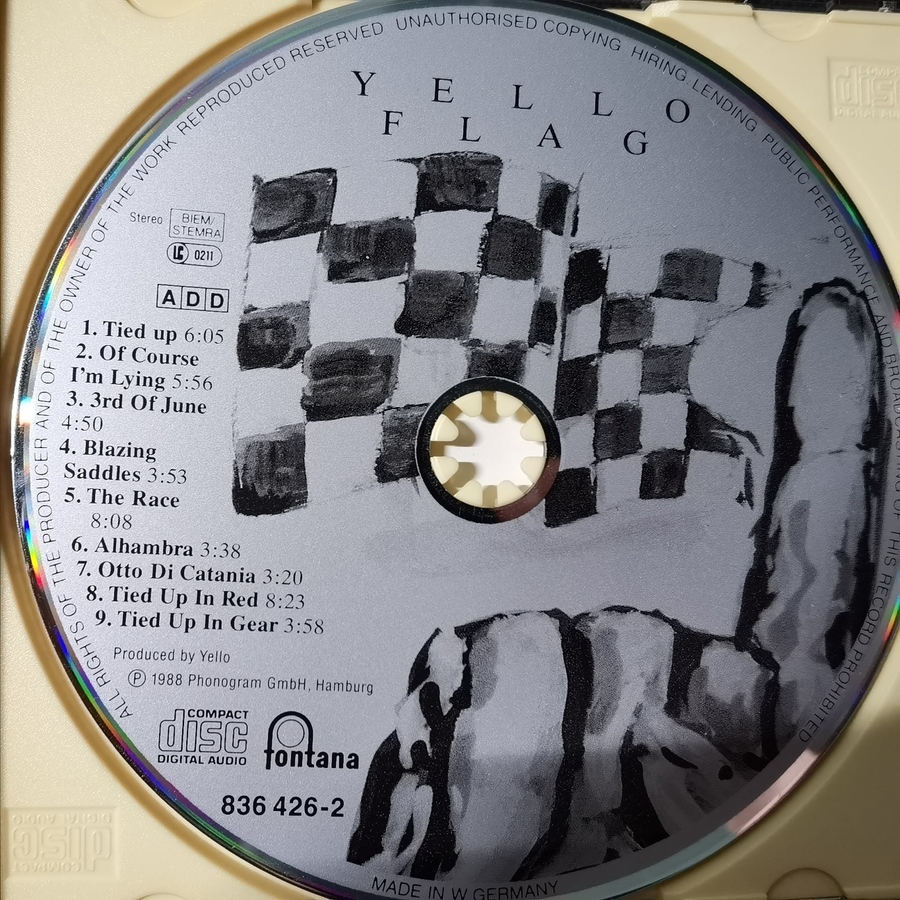 ALL RIGHTS OF THE PRODUCER AND OF THE OWNER OF THE WORK REPRODUCED RESERVED UNAUTHORISED COPYING HIRING LENDING PUBLIC PERFORMANCE AND BROADCASTING OF THIS RECORD PROHIBITED
YELLO
FLAG
Stereo BIEM/
STEMRA
LC 0211
ADD
1. Tied up 6:05
2. Of Course
I'm Lying 5:56
3. 3rd Of June
4:50
4. Blazing
Saddles 3:53
5. The Race
8:08
6. Alhambra 3:38
7. Otto Di Catania 3:20
8. Tied Up In Red 8:23
9. Tied Up In Gear 3:58
Produced by Yello
Ⓟ 1988 Phonogram GmbH, Hamburg
COMPACT
disc
DIGITAL AUDIO
fontana
836 426-2
MADE IN W GERMANY